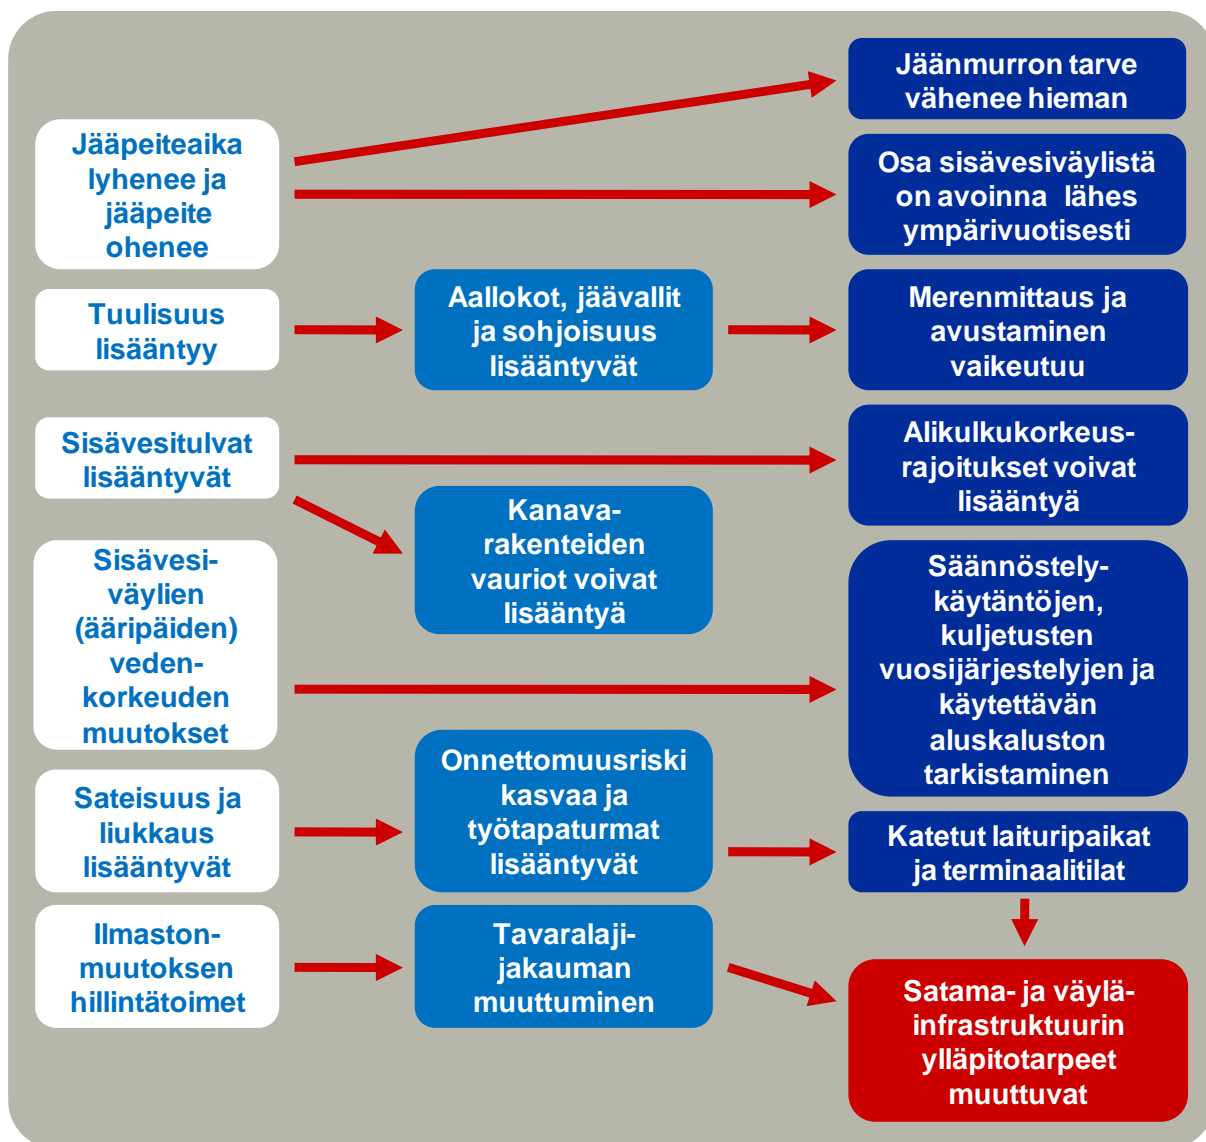 Jäänmurron tarve
vähenee hieman
Jääpeiteaika
lyhenee ja
jääpeite
ohenee
Osa sisävesiväylistä
on avoinna lähes
ympärivuotisesti
Tuulisuus
lisääntyy
Aallokot, jäävallit
ja sohjoisuus
lisääntyvät
Merenmittaus ja
avustaminen
vaikeutuu
Sisävesitulvat
lisääntyvät
Alikulkukorkeus-
rajoitukset voivat
lisääntyä
Kanava-
rakenteiden
vauriot voivat
lisääntyä
Sisävesi-
väylien
(ääripäiden)
veden-
korkeuden
muutokset
Säännöstely-
käytäntöjen,
kuljetusten
vuosijärjestelyjen ja
käytettävän
aluskaluston
tarkistaminen
Sateisuus ja
liukkaus
lisääntyvät
Onnettomuusriski
kasvaa ja
työtapaturmat
lisääntyvät
Katetut laituripaikat
ja terminaalitilat
Ilmaston-
muutoksen
hillintätoimet
Tavaralaji-
jakauman
muuttuminen
Satama- ja väylä-
infrastruktuurin
ylläpitotarpeet
muuttuvat